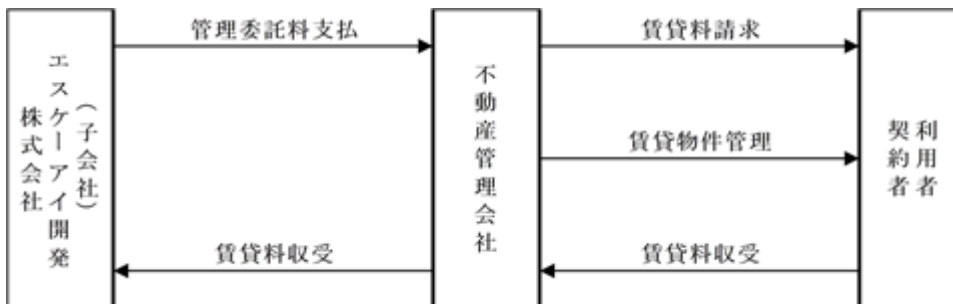 (子会社)
エスケーアイ開発
株式会社
管理委託料支払
賃貸料収受
不動産管理会社
賃貸料請求
賃貸物件管理
賃貸料収受
利用者
契約者